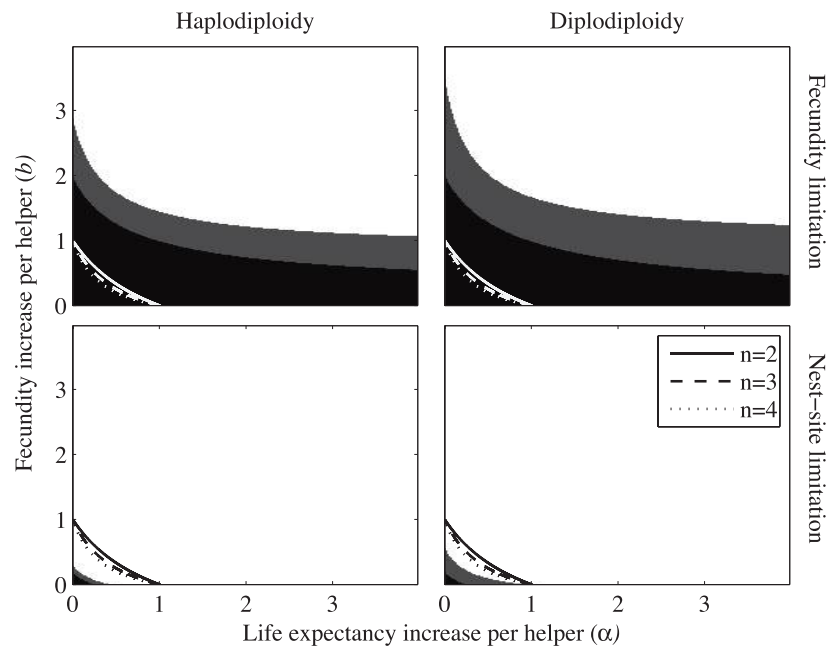 Haplodiploidy
Diplodiploidy
3
2
1
0
Fecundity limitation
Fecundity increase per helper (b)
3
2
1
0
n=2
n=3
n=4
Nest−site limitation
0 1 2 3
0 1 2 3
Life expectancy increase per helper (α)